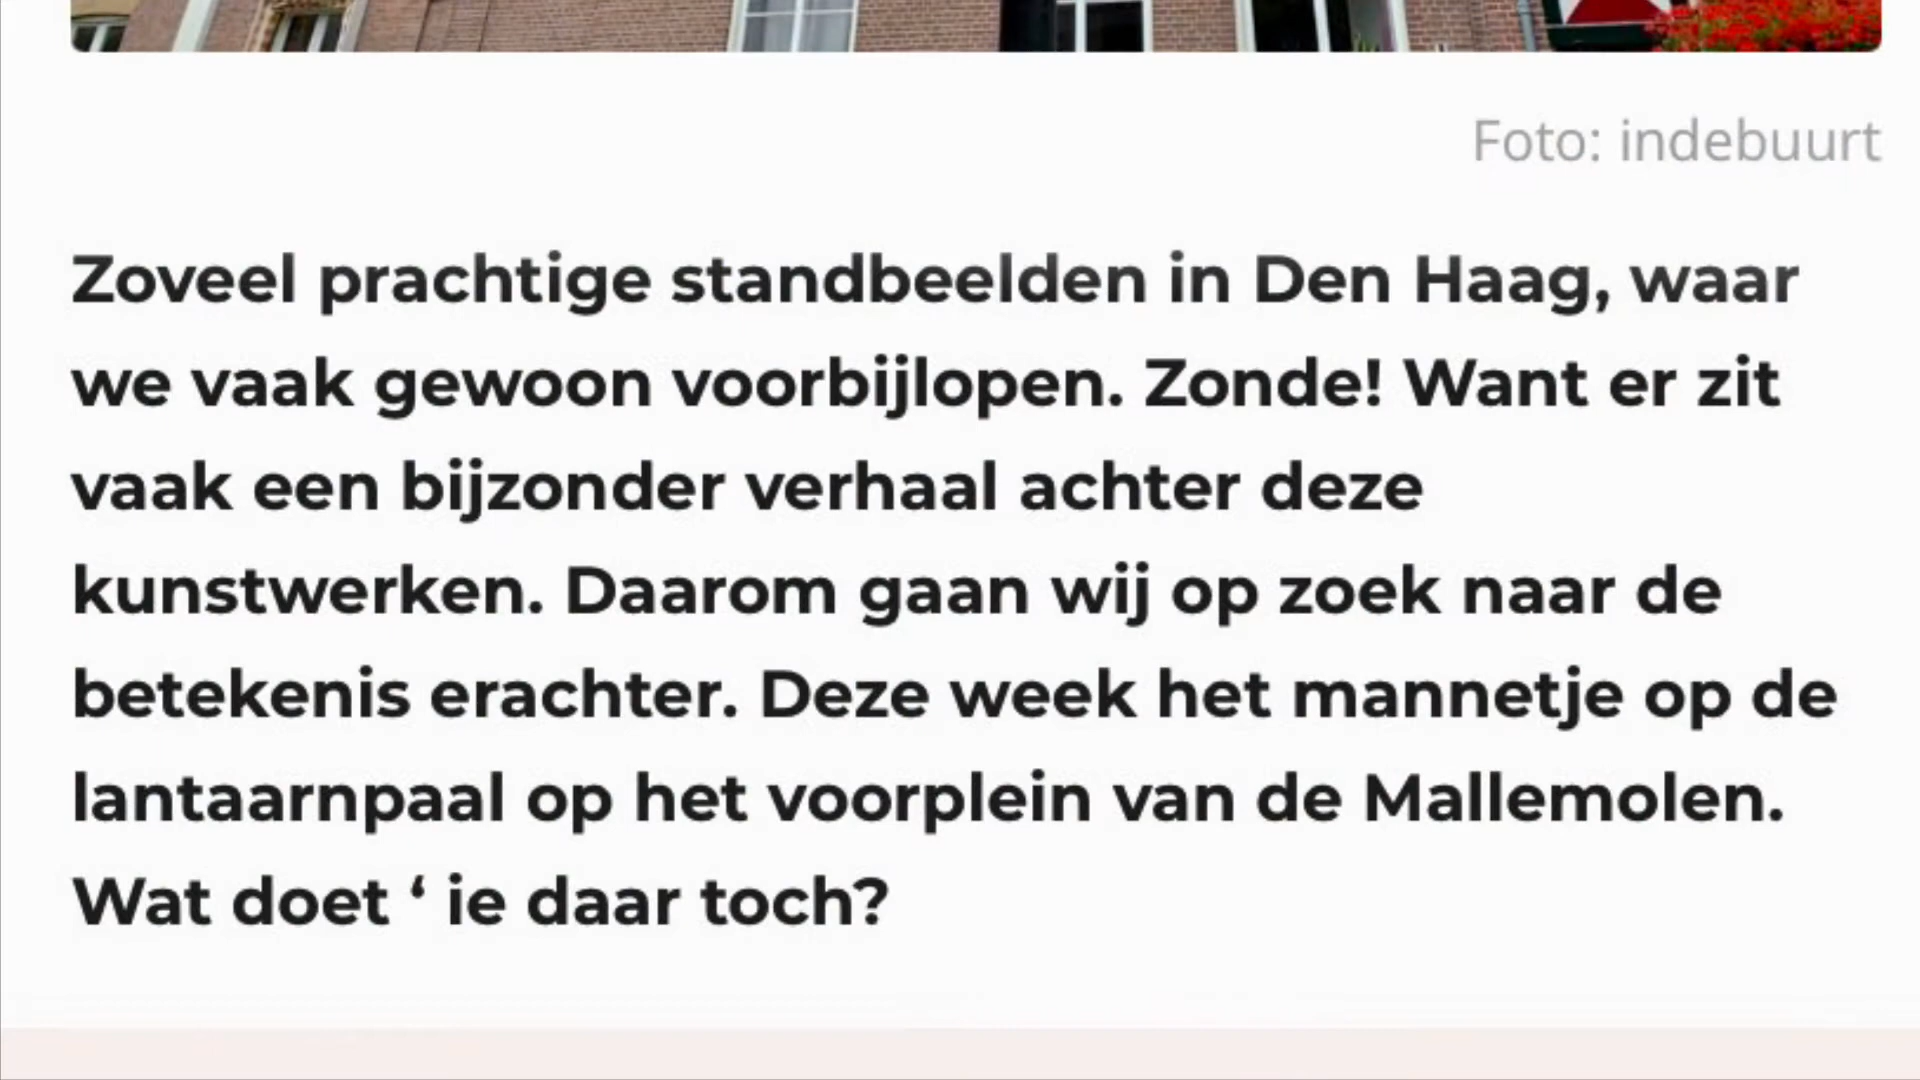 Foto: indebuurt
Zoveel prachtige standbeelden in Den Haag, waar
we vaak gewoon voorbijlopen. Zonde! Want er zit
vaak een bijzonder verhaal achter deze
kunstwerken. Daarom gaan wij op zoek naar de
betekenis erachter. Deze week het mannetje op de
lantaarnpaal op het voorplein van de Mallemolen.
Wat doet ‘ ie daar toch?